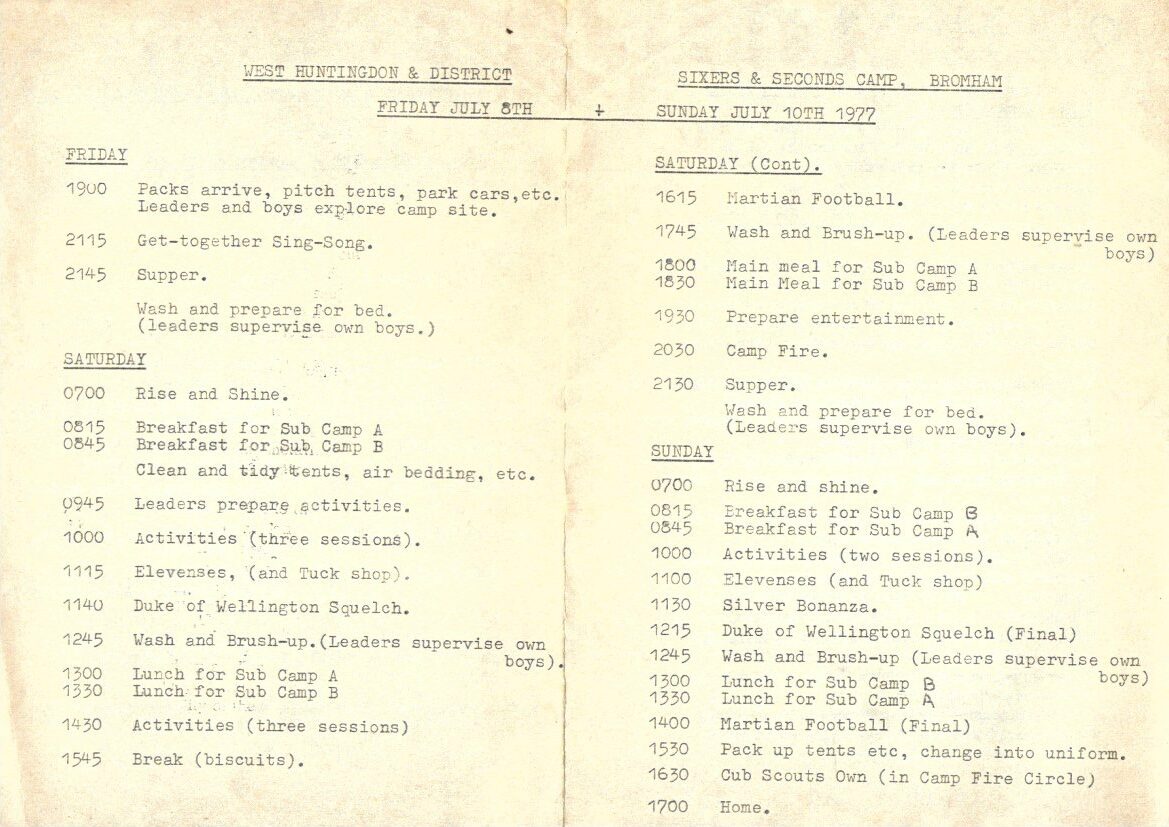 WEST HUNTINGDON & DISTRICT
FRIDAY JULY 8TH
FRIDAY
1900 Packs arrive, pitch tents, park cars,etc.
Leaders and boys explore camp site.
2115 Get-together Sing-Song.
2145 Supper.
Wash and prepare for bed.
(leaders supervise own boys.)
SATURDAY
0700 Rise and Shine.
0815 Breakfast for Sub Camp A
0845 Breakfast for Sub Camp B
Clean and tidy tents, air bedding, etc.
0945 Leaders prepare activities.
1000 Activities (three sessions).
1115 Elevenses, (and Tuck shop).
1140 Duke of Wellington Squelch.
1245 Wash and Brush-up.(Leaders supervise own
boys).
1300 Lunch for Sub Camp A
1330 Lunch for Sub Camp B
1430 Activities (three sessions)
1545 Break (biscuits).
SIXERS & SECONDS CAMP, BROMHAM
+ SUNDAY JULY 10TH 1977
SATURDAY (Cont).
1615 Martian Football.
1745 Wash and Brush-up. (Leaders supervise own
boys)
1800 Main meal for Sub Camp A
1830 Main Meal for Sub Camp B
1930 Prepare entertainment.
2030 Camp Fire.
2130 Supper.
Wash and prepare for bed.
(Leaders supervise own boys).
SUNDAY
0700 Rise and shine.
0815 Breakfast for Sub Camp B
0845 Breakfast for Sub Camp A
1000 Activities (two sessions).
1100 Elevenses (and Tuck shop)
1130 Silver Bonanza.
1215 Duke of Wellington Squelch (Final)
1245 Wash and Brush-up (Leaders supervise own
boys)
1300 Lunch for Sub Camp B
1330 Lunch for Sub Camp A
1400 Martian Football (Final)
1530 Pack up tents etc, change into uniform.
1630 Cub Scouts Own (in Camp Fire Circle)
1700 Home.